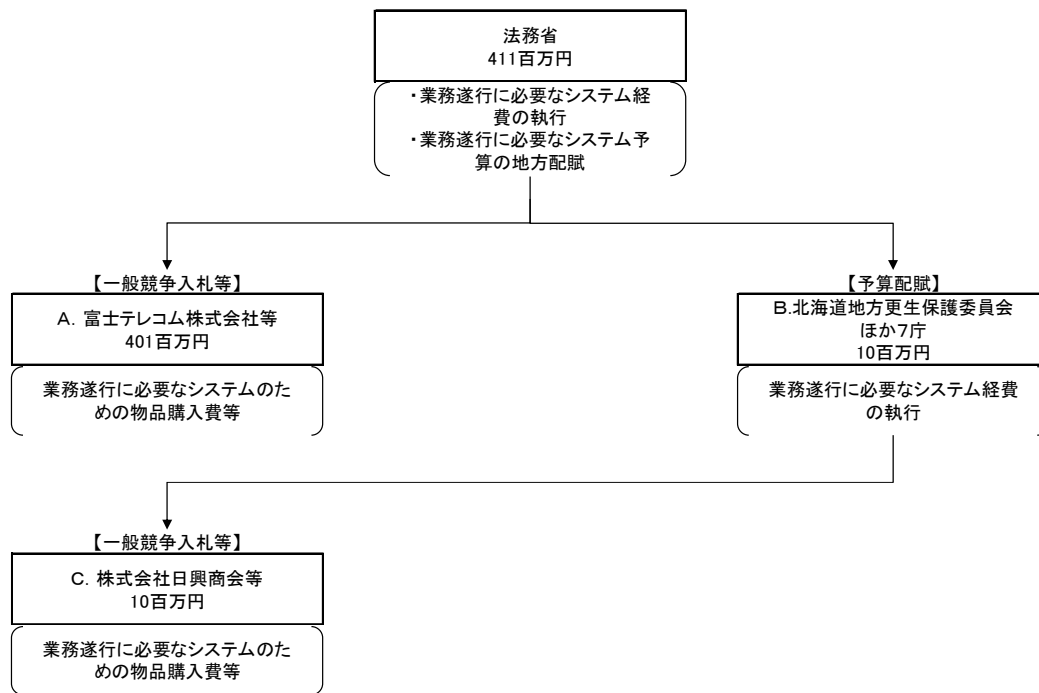 法務省
411百万円
・業務遂行に必要なシステム経
費の執行
・業務遂行に必要なシステム予
算の地方配賦
【一般競争入札等】
A. 富士テレコム株式会社等
401百万円
業務遂行に必要なシステムのた
めの物品購入費等
【予算配賦】
B.北海道地方更生保護委員会
ほか7庁
10百万円
業務遂行に必要なシステム経費
の執行
【一般競争入札等】
C. 株式会社日興商会等
10百万円
業務遂行に必要なシステムのた
めの物品購入費等